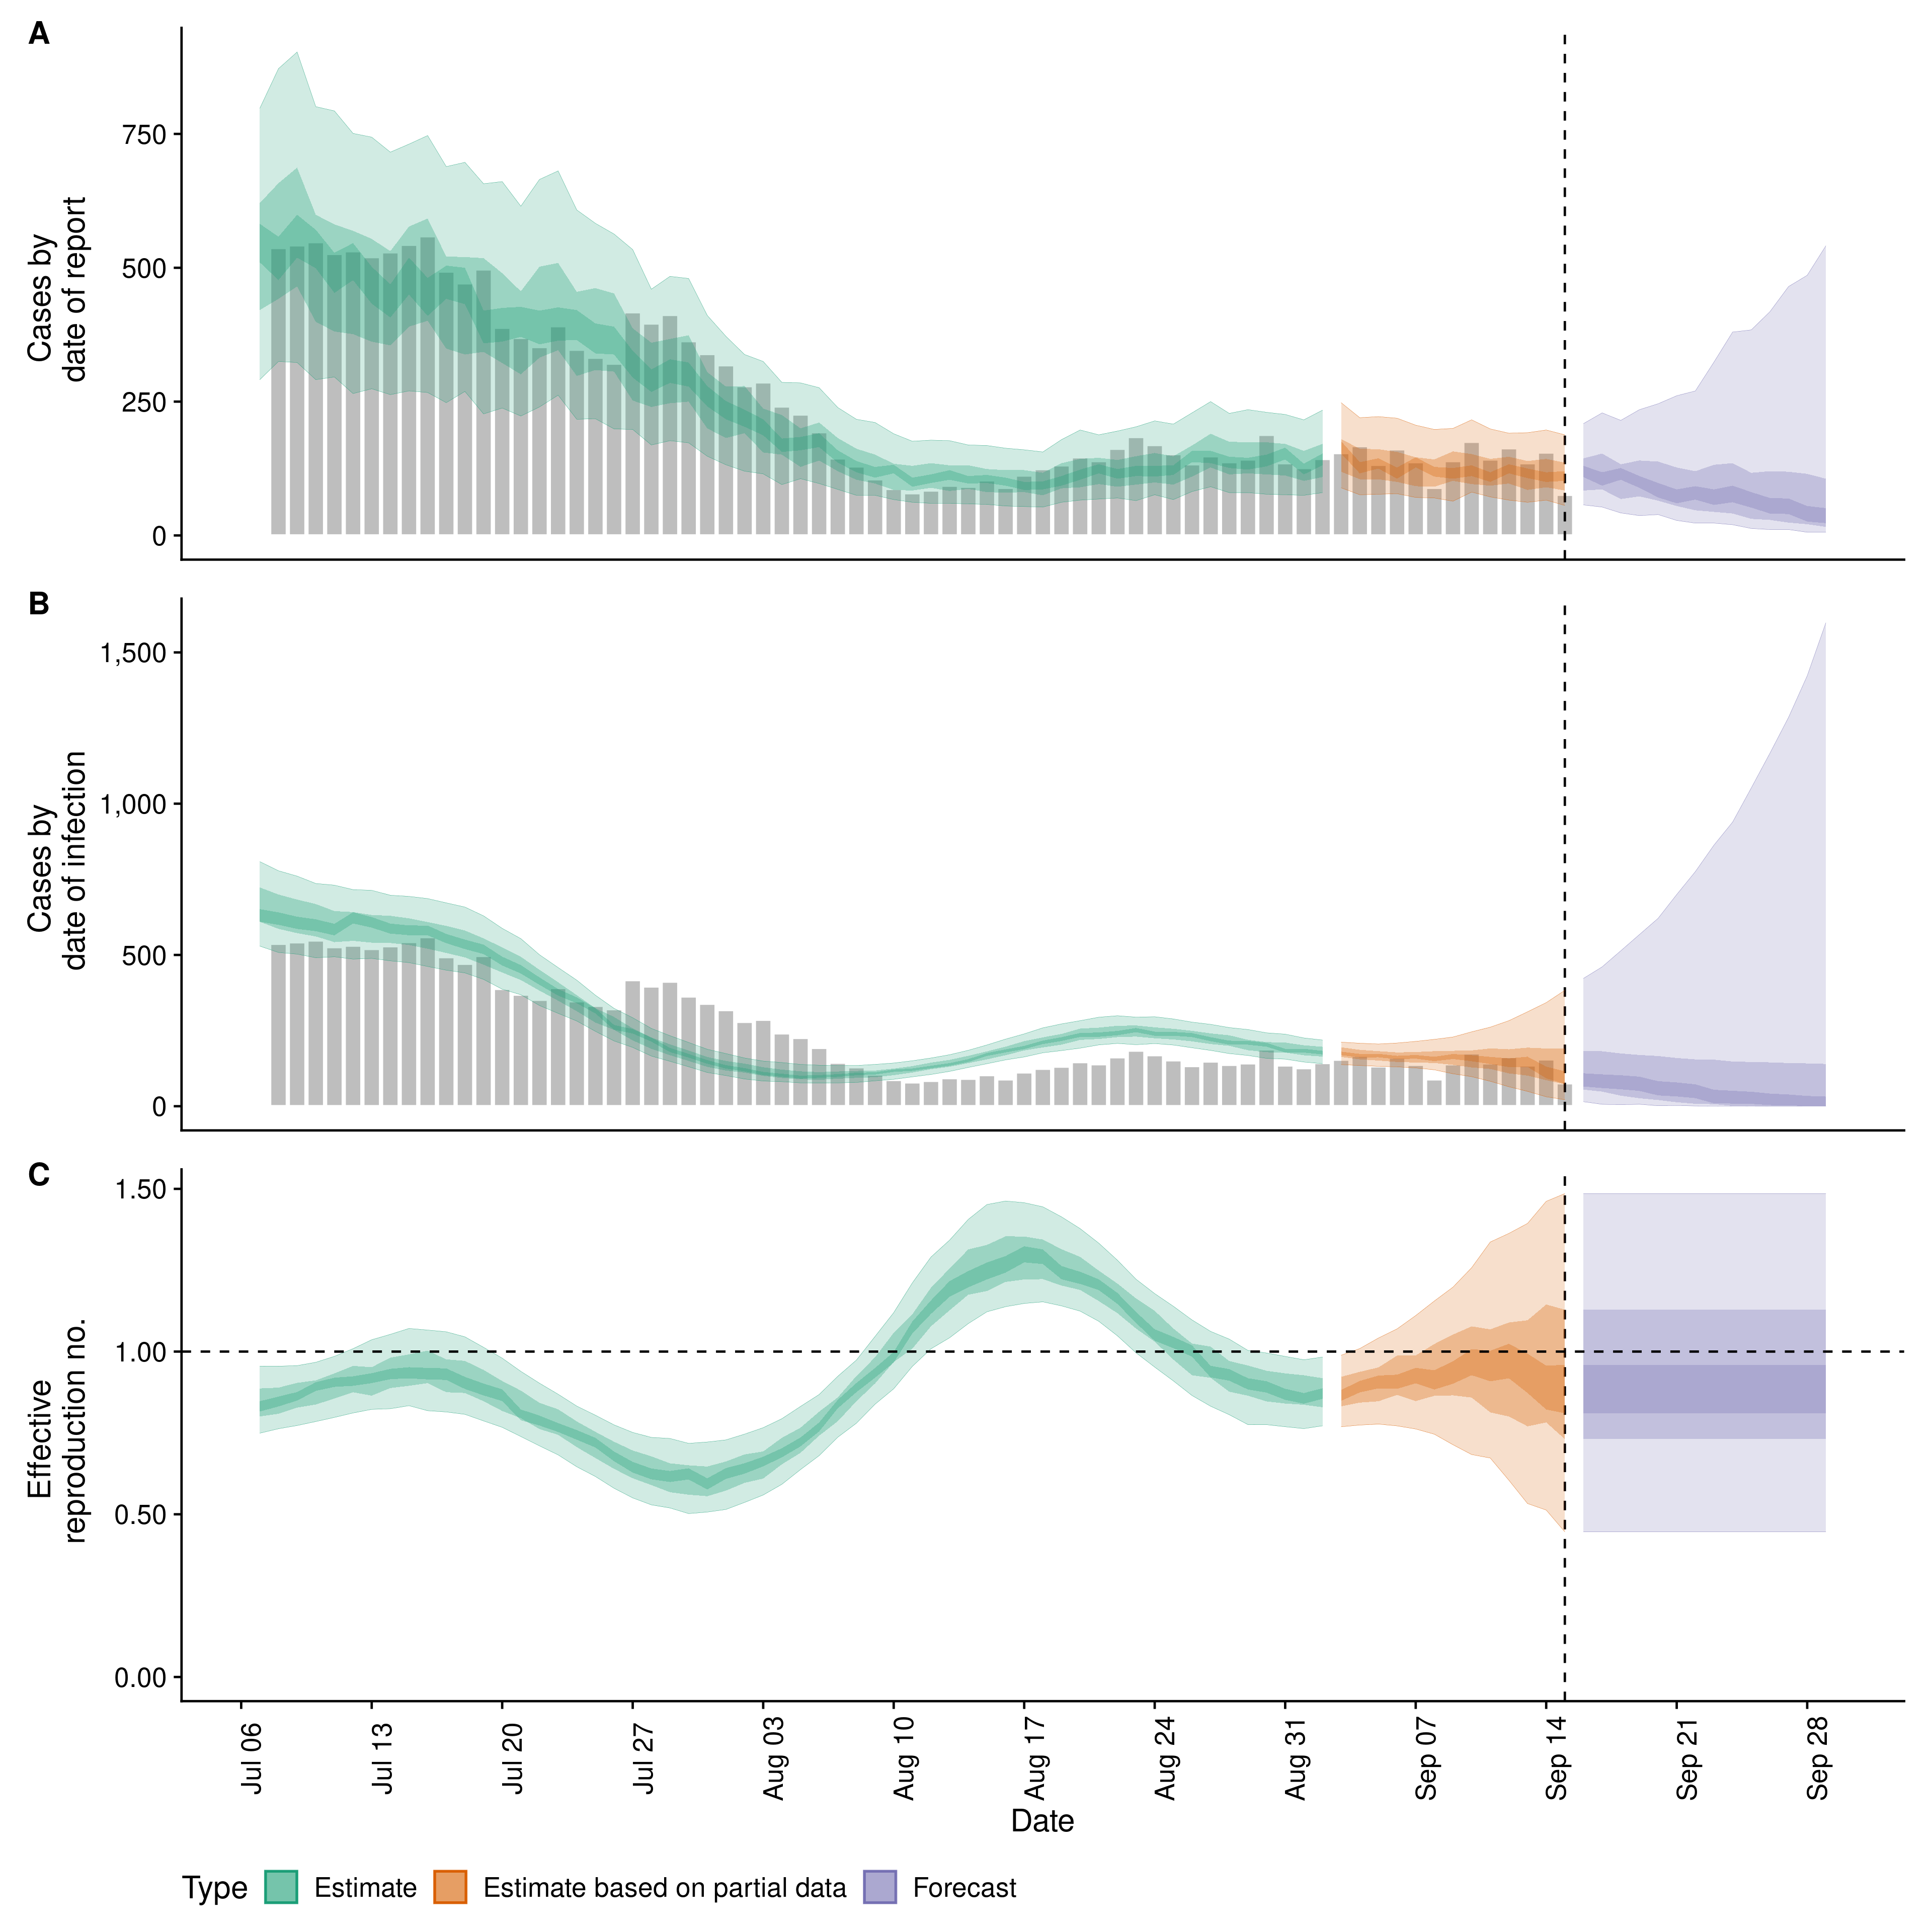 A
Cases by
date of report
750
500
250
0
B
Cases by
date of infection
1,500
1,000
500
0
C
Effective
reproduction no.
1.50
1.00
0.50
0.00
Jul 06
Jul 13
Jul 20
Jul 27
Aug 03
Aug 10
Aug 17
Aug 24
Aug 31
Sep 07
Sep 14
Sep 21
Sep 28
Date
Type
Estimate
Estimate based on partial data
Forecast